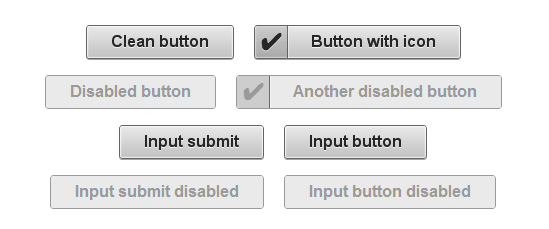 Clean button
Button with icon
Disabled button
Another disabled button
Input submit
Input button
Input submit disabled
Input button disabled